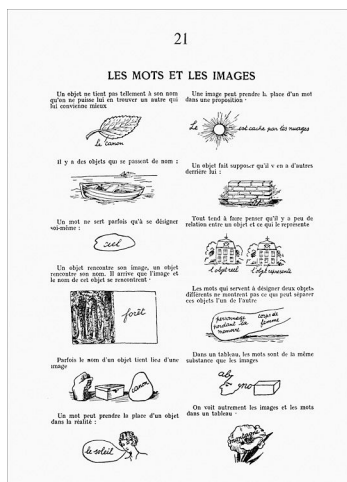 21
LES MOTS ET LES IMAGES
Un objet ne tient pas tellement à son nom
qu'on ne puisse lui en trouver un autre qui
lui convienne mieux
le canon
Il y a des objets qui se passent de nom :
Un mot ne sert parfois qu'à se désigner
soi-même :
ciel
Un objet rencontre son image, un objet
rencontre son nom. Il arrive que l'image et
le nom de cet objet se rencontrent ·
forêt
Parfois le nom d'un objet tient lieu d'une
image
canon
Un mot peut prendre la place d'un objet
dans la réalité :
le soleil
Une image peut prendre la place d'un mot
dans une proposition ·
Le
est caché par les nuages
Un objet fait supposer qu'il y en a d'autres
derrière lui :
Tout tend à faire penser qu'il y a peu de
relation entre un objet et ce qui le représente
l'objet réel
l'objet représenté
Les mots qui servent à désigner deux objets
différents ne montrent pas ce qui peut séparer
ces objets l'un de l'autre
personnage
perdant la
mémoire
corps de
femme
Dans un tableau, les mots sont de la même
substance que les images
ab
mo
On voit autrement les images et les mots
dans un tableau ·
montagne